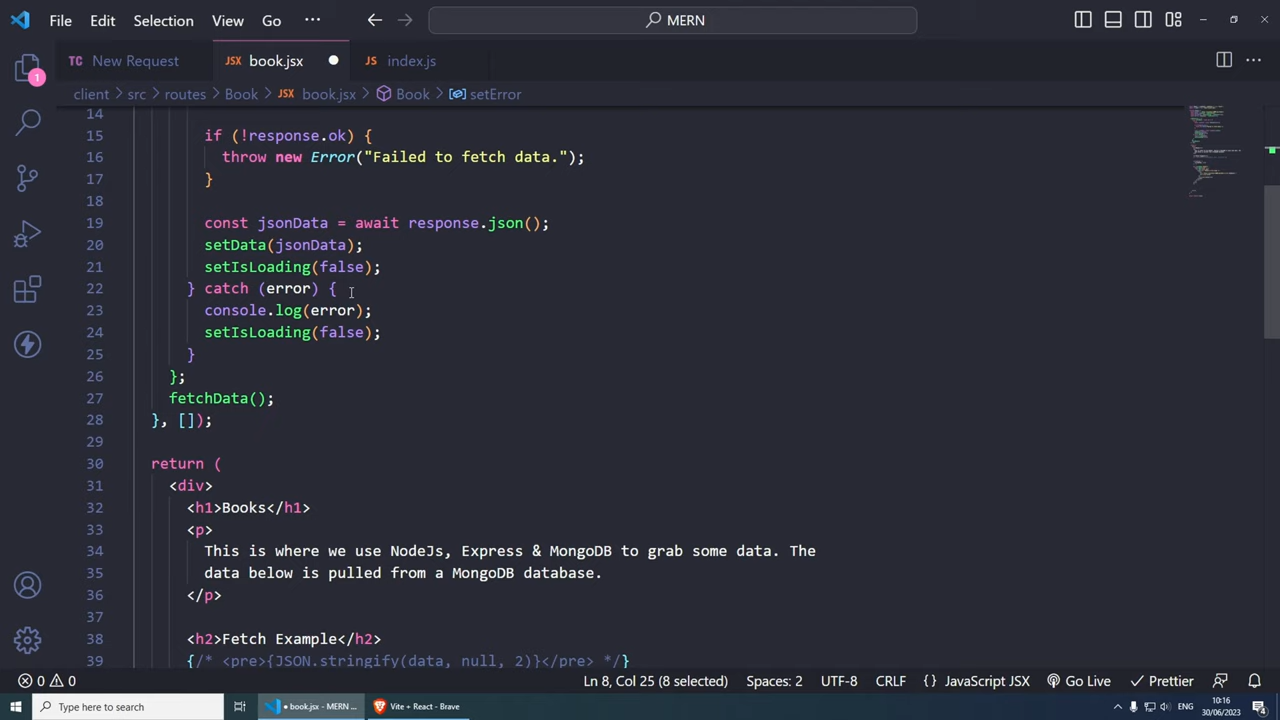 File Edit Selection View Go ··· MERN
TC New Request JSX book.jsx JS index.js
client > src > routes > Book > JSX book.jsx > Book > setError
14
15 if (!response.ok) {
16 throw new Error("Failed to fetch data.");
17 }
18
19 const jsonData = await response.json();
20 setData(jsonData);
21 setIsLoading(false);
22 } catch (error) {
23 console.log(error);
24 setIsLoading(false);
25 }
26 };
27 fetchData();
28 }, []);
29
30 return (
31 <div>
32 <h1>Books</h1>
33 <p>
34 This is where we use NodeJs, Express & MongoDB to grab some data. The
35 data below is pulled from a MongoDB database.
36 </p>
37
38 <h2>Fetch Example</h2>
39 {/* <pre>{JSON.stringify(data, null, 2)}</pre> */}
1
0 0 Ln 8, Col 25 (8 selected) Spaces: 2 UTF-8 CRLF {} JavaScript JSX Go Live Prettier
Type here to search book.jsx - MERN - ... Vite + React - Brave ENG 10:16
30/06/2023 4